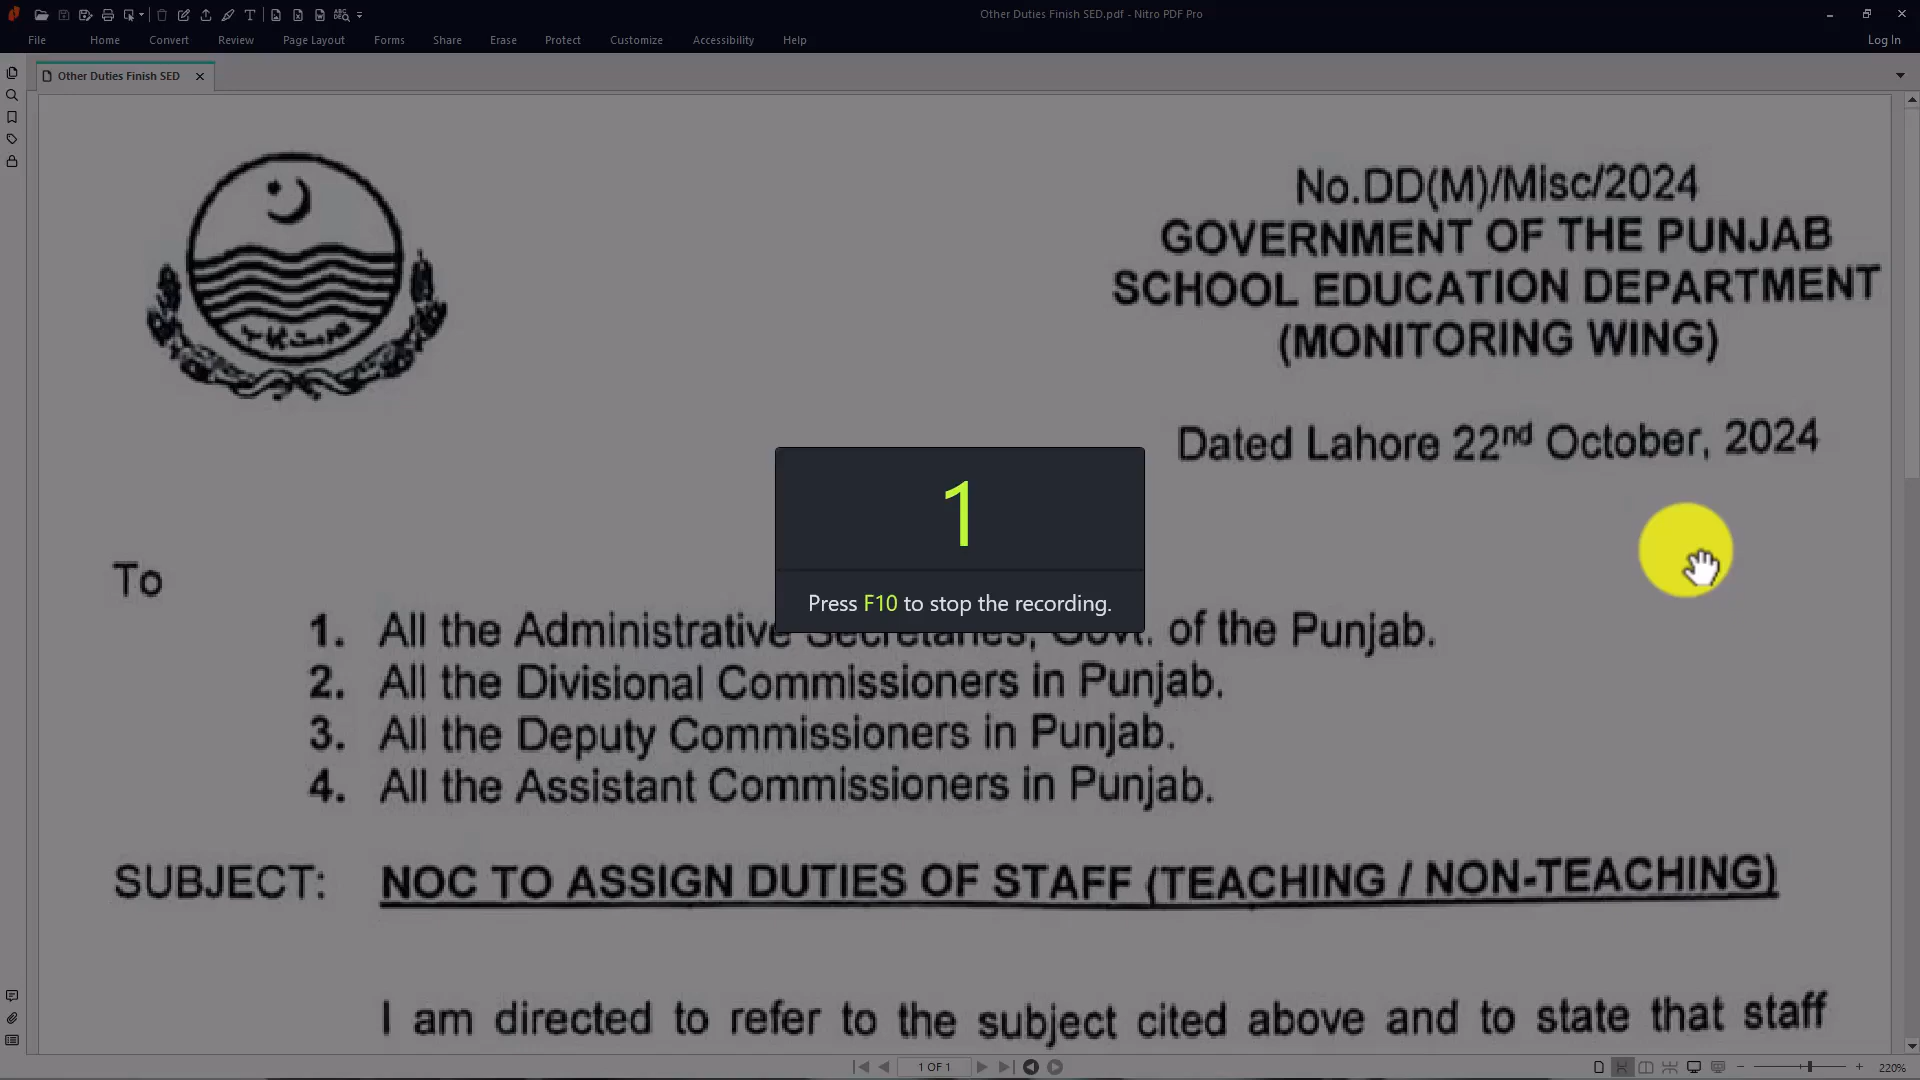 Other Duties Finish SED.pdf - Nitro PDF Pro
File Home Convert Review Page Layout Forms Share Erase Protect Customize Accessibility Help Log In
Other Duties Finish SED
No.DD(M)/Misc/2024
GOVERNMENT OF THE PUNJAB
SCHOOL EDUCATION DEPARTMENT
(MONITORING WING)
Dated Lahore 22nd October, 2024
1
Press F10 to stop the recording.
To
1. All the Administrative Secretaries, Govt. of the Punjab.
2. All the Divisional Commissioners in Punjab.
3. All the Deputy Commissioners in Punjab.
4. All the Assistant Commissioners in Punjab.
SUBJECT: NOC TO ASSIGN DUTIES OF STAFF (TEACHING / NON-TEACHING)
I am directed to refer to the subject cited above and to state that staff
1 OF 1
220%